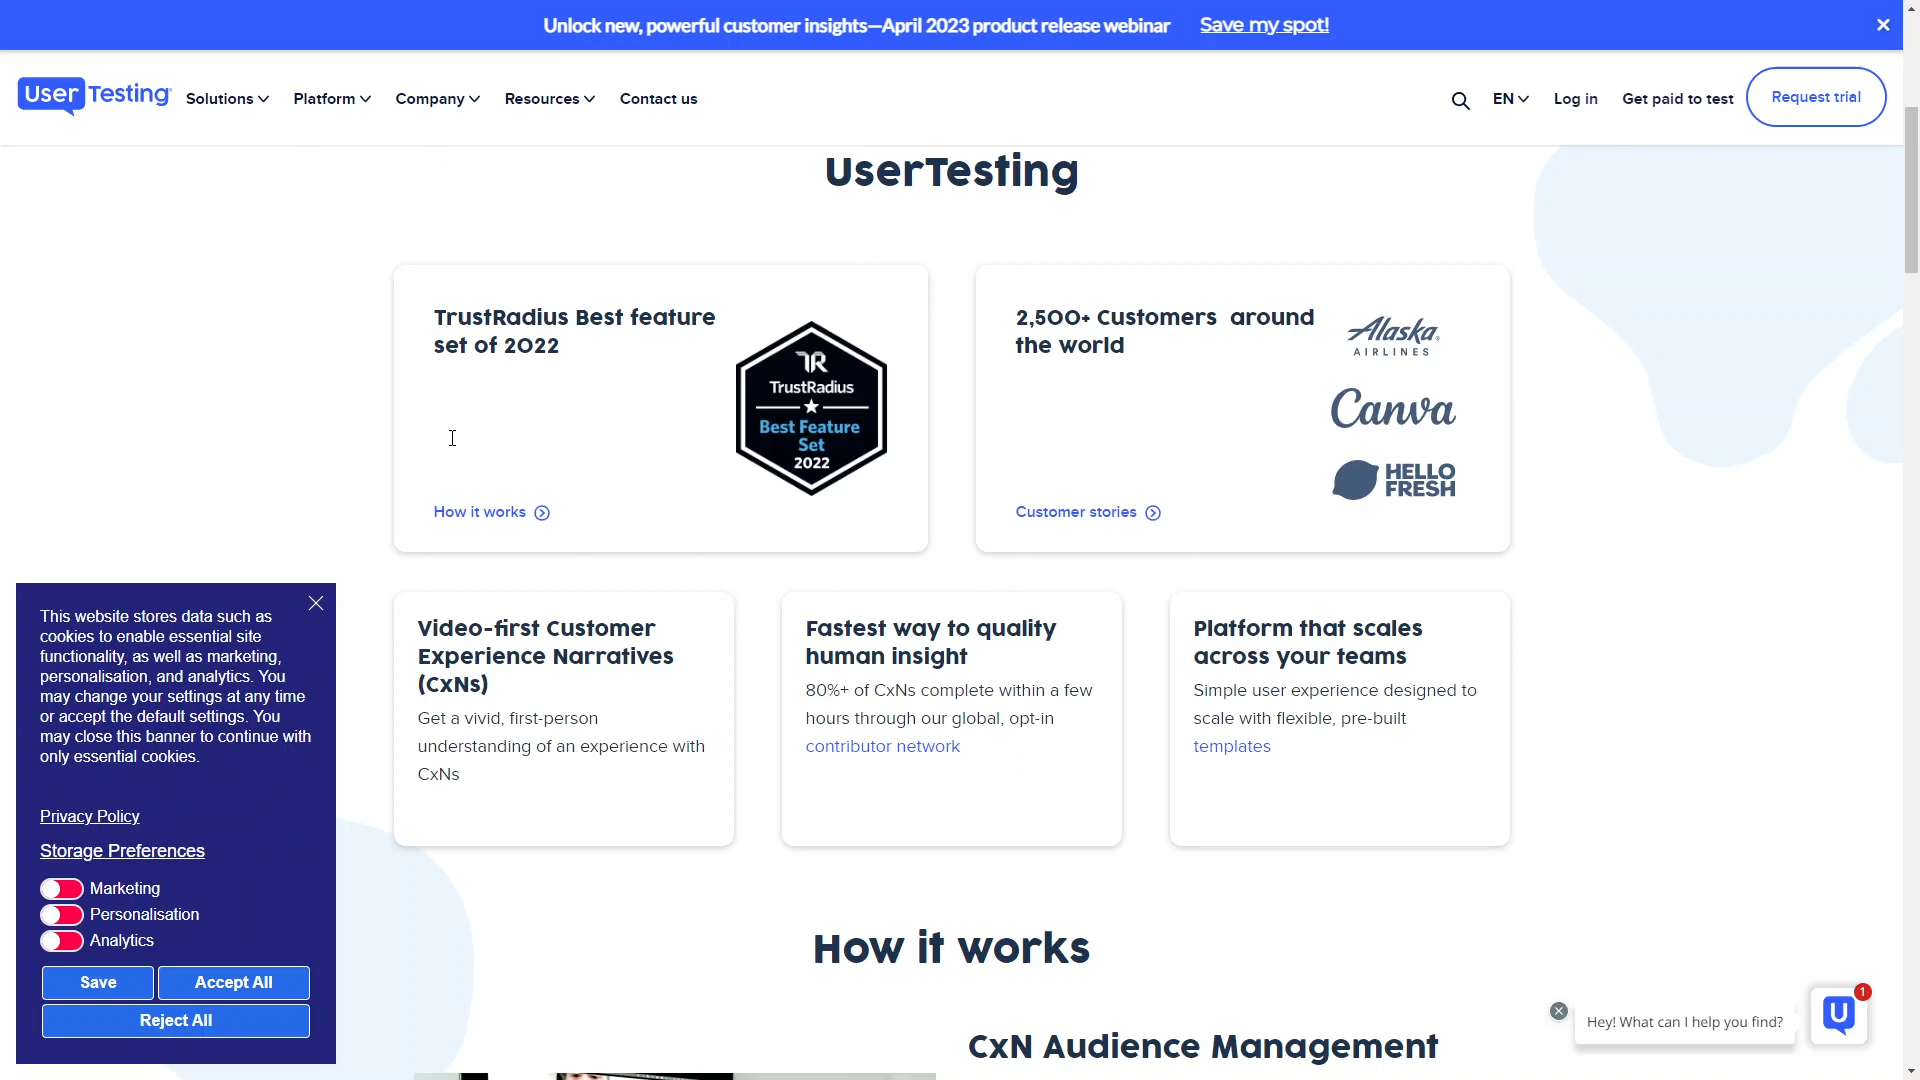 Unlock new, powerful customer insights—April 2023 product release webinar Save my spot!
User Testing Solutions Platform Company Resources Contact us EN Log in Get paid to test Request trial
UserTesting
TrustRadius Best feature
set of 2022
TrustRadius
Best Feature
Set
2022
How it works
2,500+ Customers around
the world
Alaska
AIRLINES
Canva
HELLO
FRESH
Customer stories
Video-first Customer
Experience Narratives
(CxNs)
Get a vivid, first-person
understanding of an experience with
CxNs
Fastest way to quality
human insight
80%+ of CxNs complete within a few
hours through our global, opt-in
contributor network
Platform that scales
across your teams
Simple user experience designed to
scale with flexible, pre-built
templates
This website stores data such as
cookies to enable essential site
functionality, as well as marketing,
personalisation, and analytics. You
may change your settings at any time
or accept the default settings. You
may close this banner to continue with
only essential cookies.
Privacy Policy
Storage Preferences
Marketing
Personalisation
Analytics
Save Accept All
Reject All
How it works
CxN Audience Management
Hey! What can I help you find?
U
1